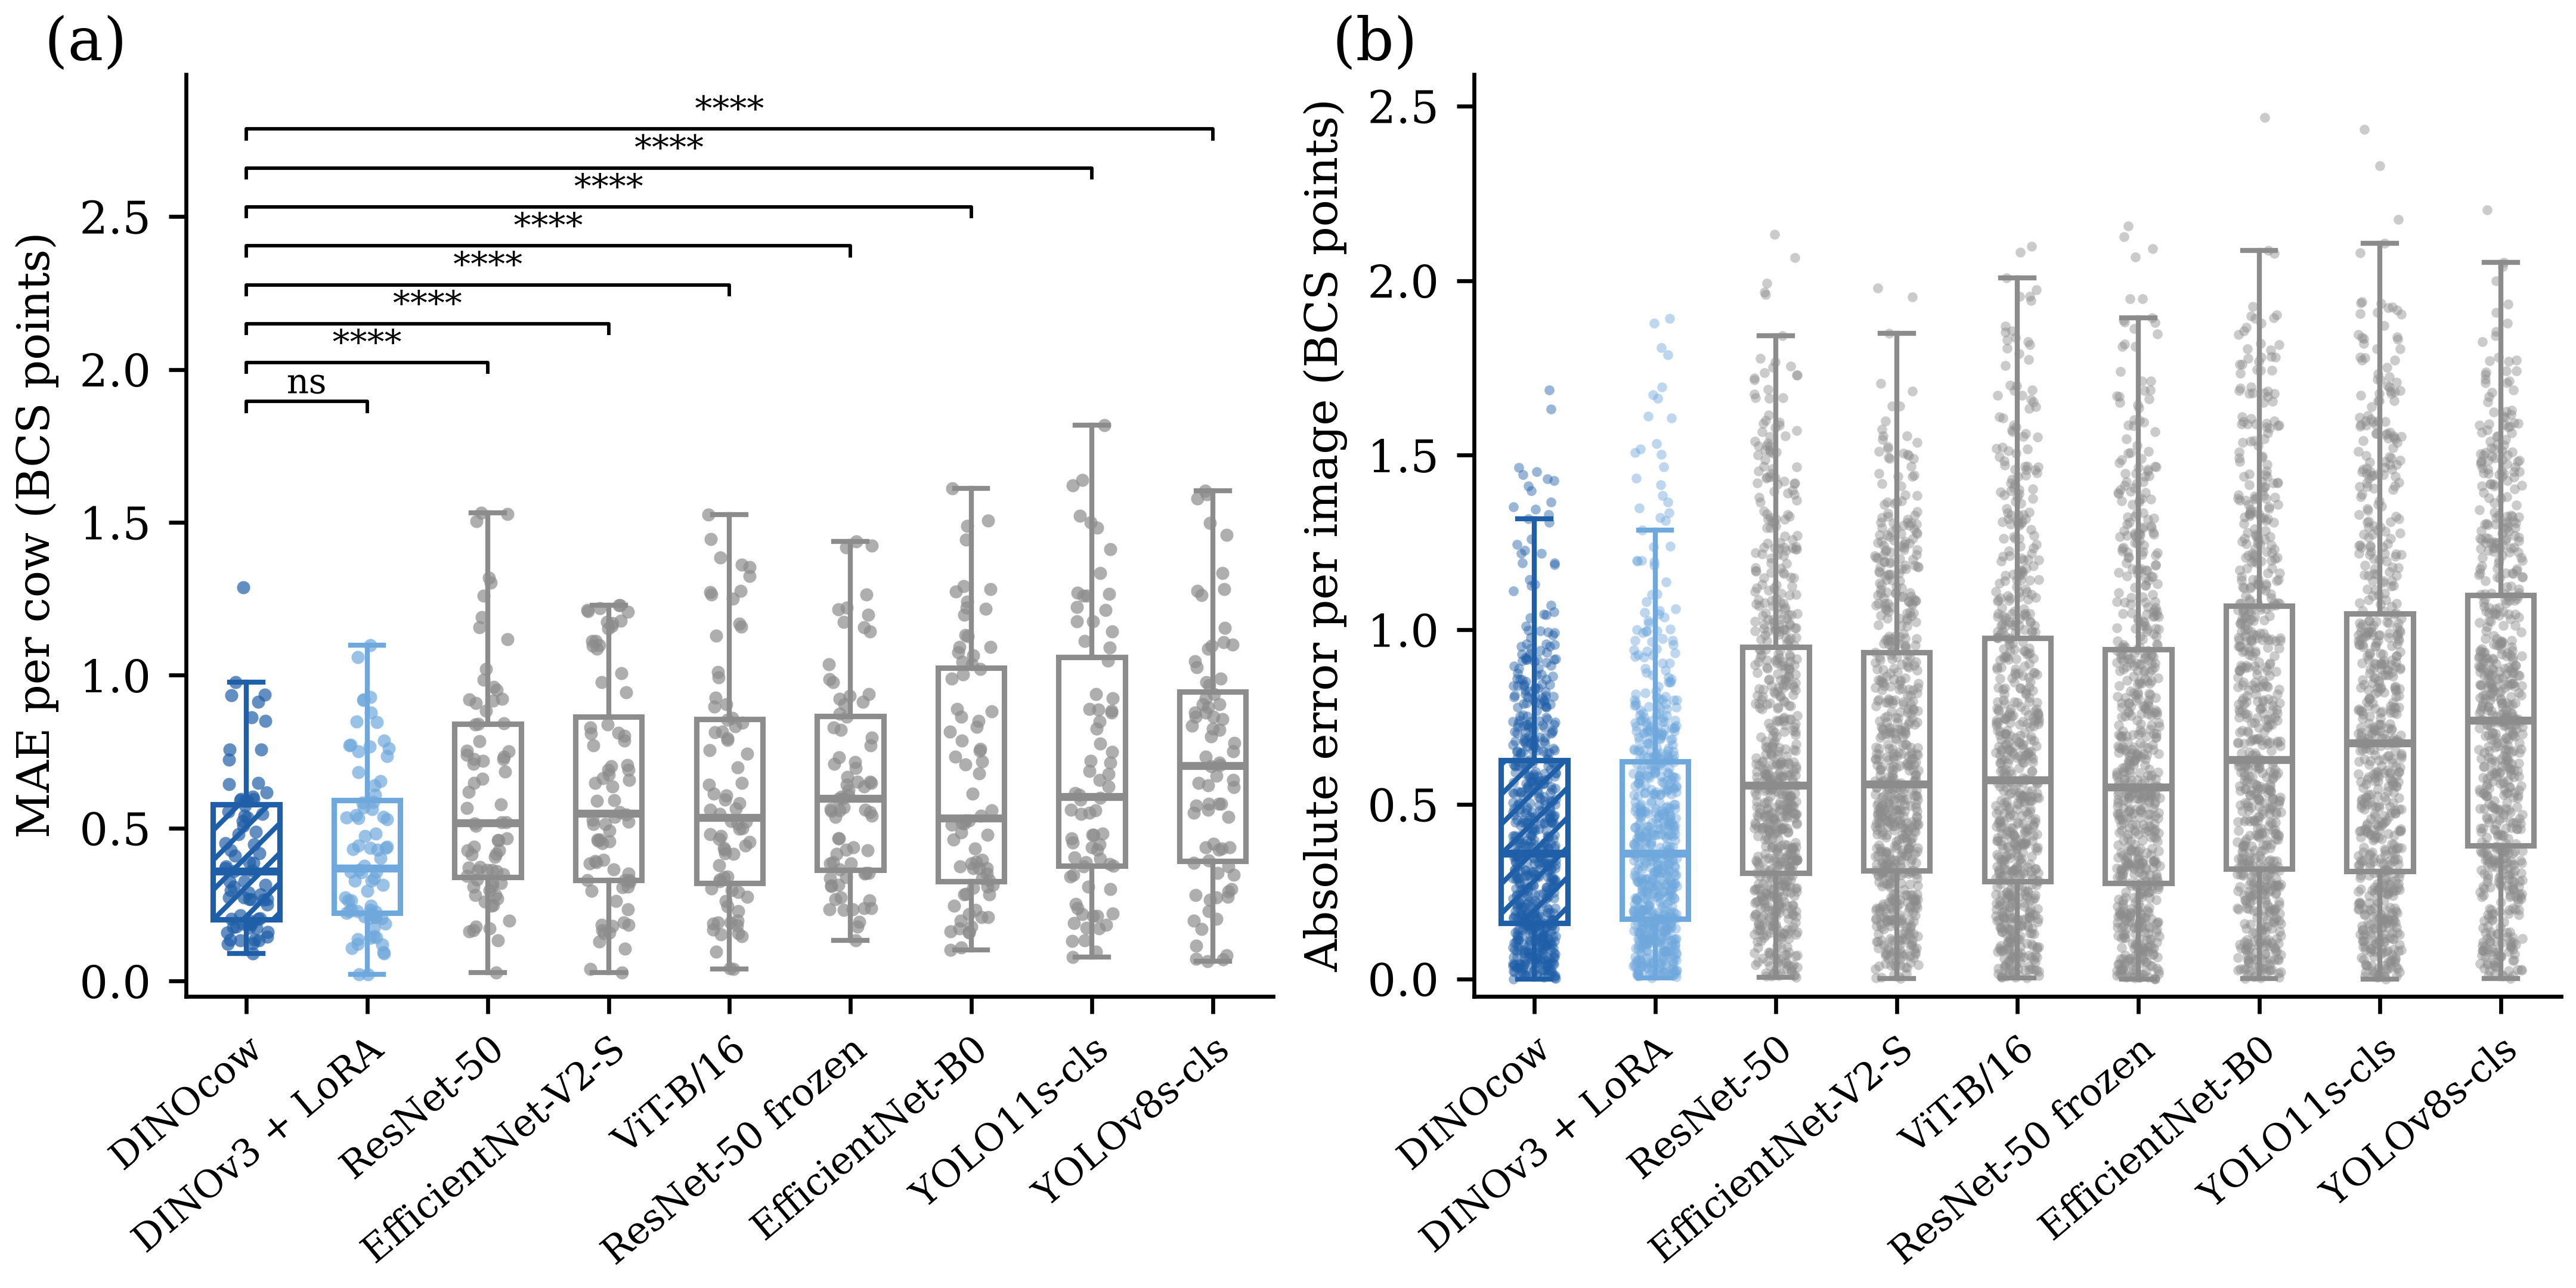 (a)
MAE per cow (BCS points)
2.5
2.0
1.5
1.0
0.5
0.0
****
****
****
****
****
****
****
ns
DINOcow
DINOv3 + LoRA
ResNet-50
EfficientNet-V2-S
ViT-B/16
ResNet-50 frozen
EfficientNet-B0
YOLO11s-cls
YOLOv8s-cls
(b)
Absolute error per image (BCS points)
2.5
2.0
1.5
1.0
0.5
0.0
DINOcow
DINOv3 + LoRA
ResNet-50
EfficientNet-V2-S
ViT-B/16
ResNet-50 frozen
EfficientNet-B0
YOLO11s-cls
YOLOv8s-cls